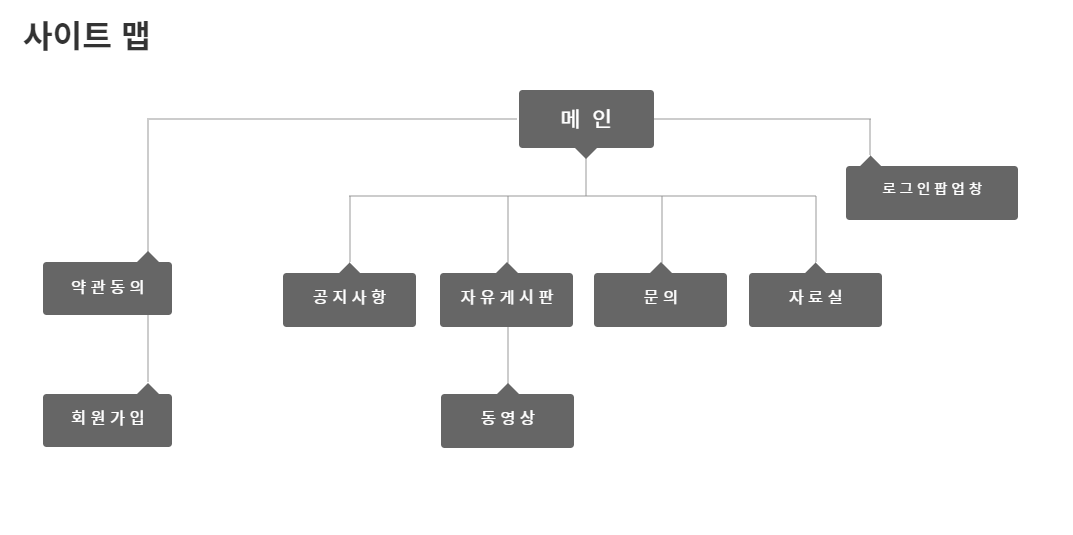 사이트 맵
메 인
로그인팝업창
약관동의
공지사항
자유게시판
문의
자료실
회원가입
동영상